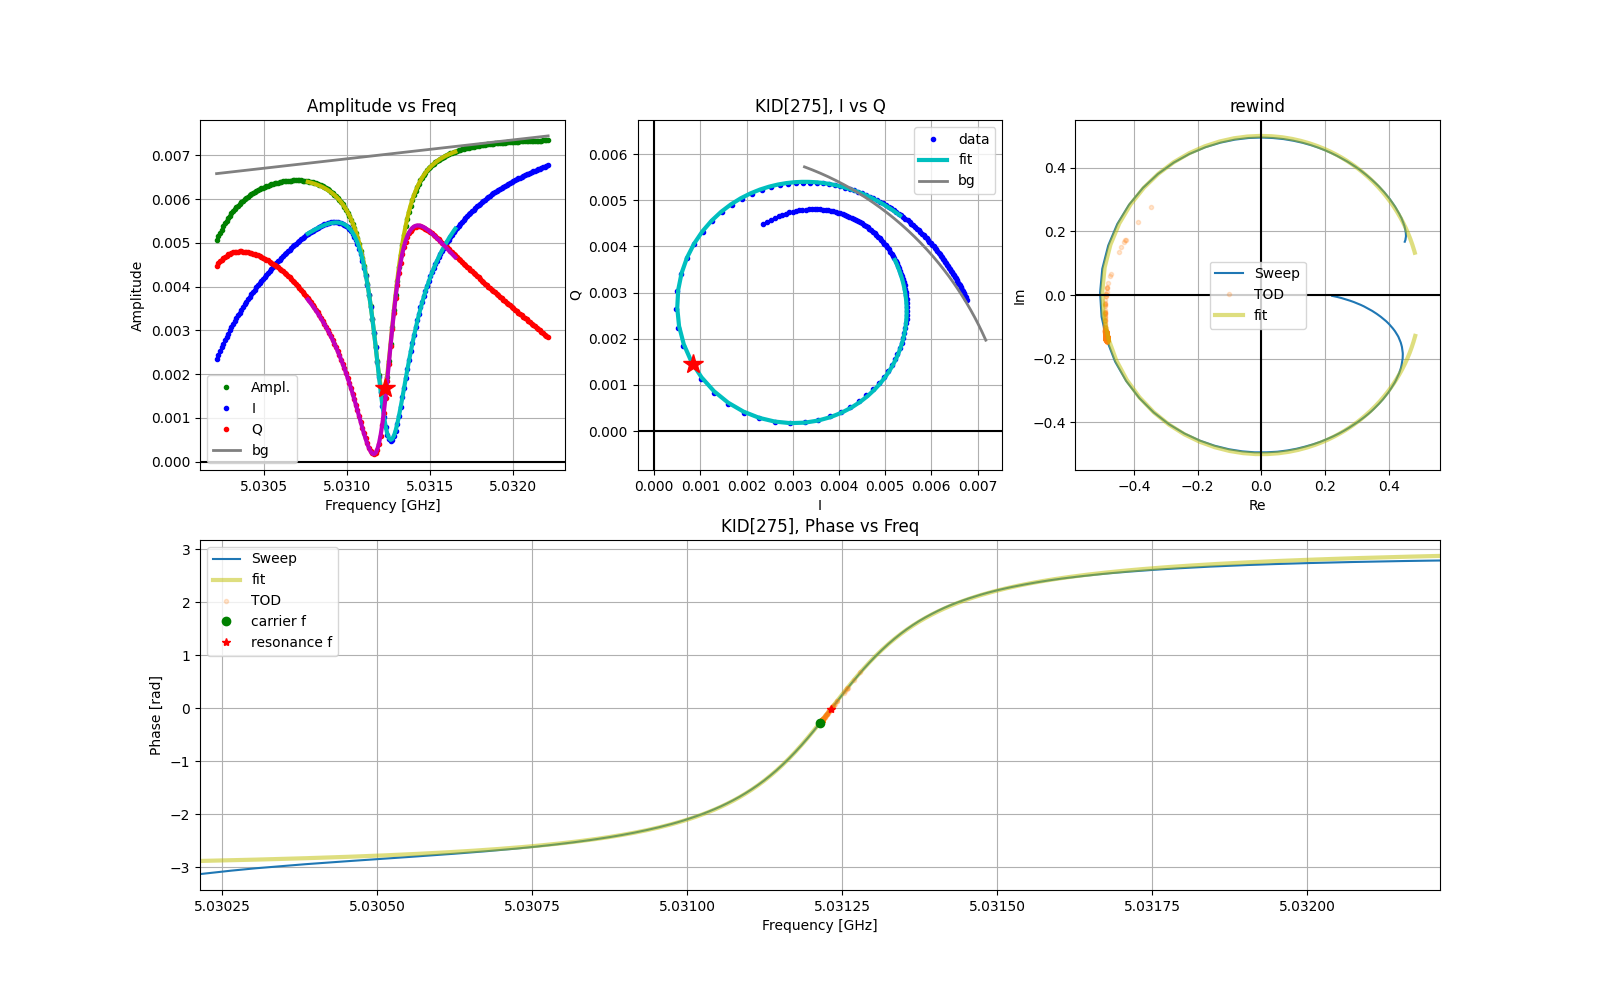 Amplitude vs Freq
Amplitude
0.007
0.006
0.005
0.004
0.003
0.002
0.001
0.000
Ampl.
I
Q
bg
5.0305 5.0310 5.0315 5.0320
Frequency [GHz]
KID[275], I vs Q
Q
0.006
0.005
0.004
0.003
0.002
0.001
0.000
data
fit
bg
0.000 0.001 0.002 0.003 0.004 0.005 0.006 0.007
I
rewind
Im
0.4
0.2
0.0
−0.2
−0.4
Sweep
TOD
fit
−0.4 −0.2 0.0 0.2 0.4
Re
KID[275], Phase vs Freq
Phase [rad]
3
2
1
0
−1
−2
−3
Sweep
fit
TOD
carrier f
resonance f
5.03025 5.03050 5.03075 5.03100 5.03125 5.03150 5.03175 5.03200
Frequency [GHz]